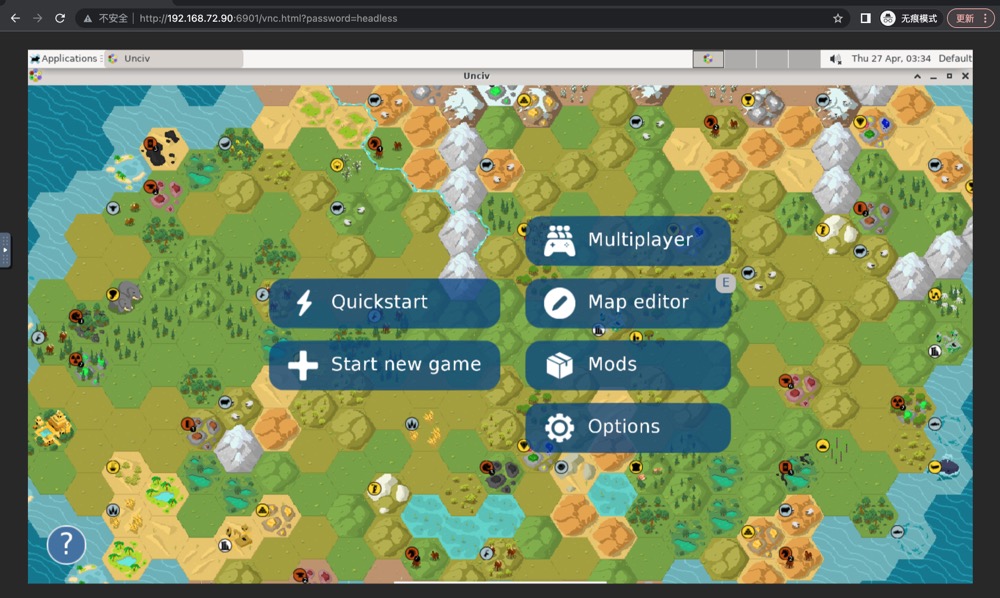 不安全 http://192.168.72.90:6901/vnc.html?password=headless 无痕模式 更新
Applications Unciv Thu 27 Apr, 03:34 Default
Unciv
Multiplayer
E
Quickstart
Map editor
Start new game
Mods
Options
?